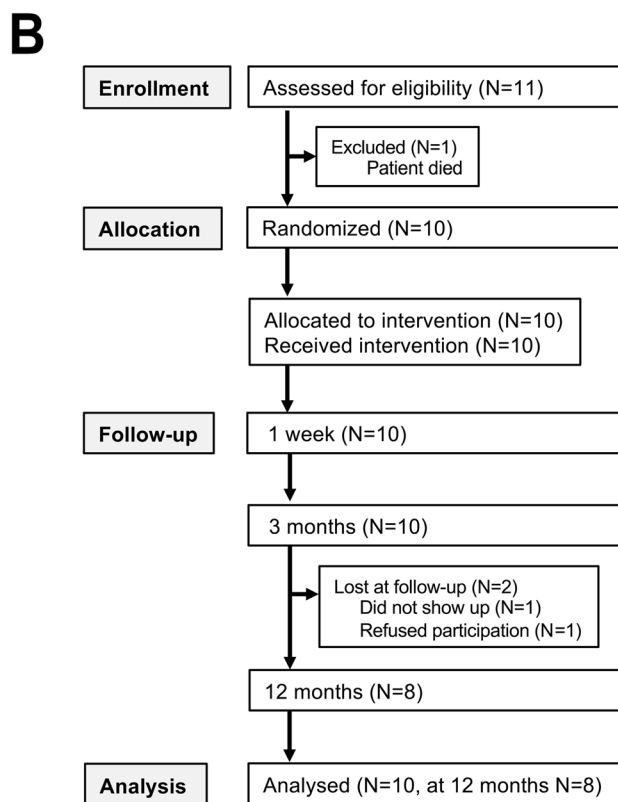 B
Enrollment
Assessed for eligibility (N=11)
Excluded (N=1)
Patient died
Allocation
Randomized (N=10)
Allocated to intervention (N=10)
Received intervention (N=10)
Follow-up
1 week (N=10)
3 months (N=10)
Lost at follow-up (N=2)
Did not show up (N=1)
Refused participation (N=1)
12 months (N=8)
Analysis
Analysed (N=10, at 12 months N=8)